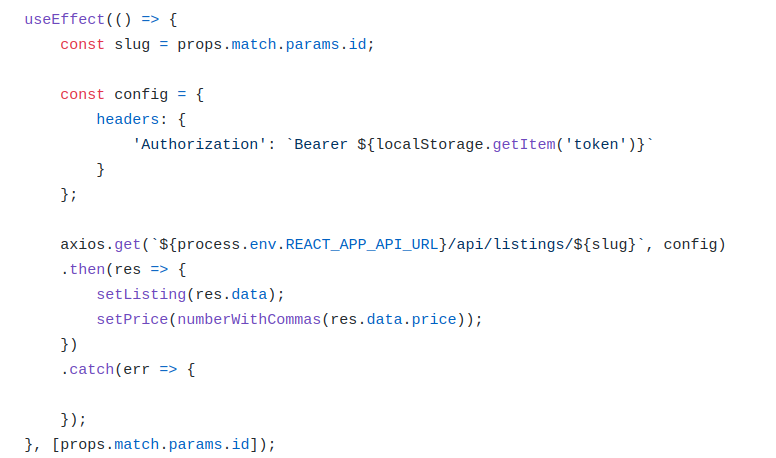 useEffect(() => {
    const slug = props.match.params.id;

    const config = {
        headers: {
            'Authorization': `Bearer ${localStorage.getItem('token')}`
        }
    };

    axios.get(`${process.env.REACT_APP_API_URL}/api/listings/${slug}`, config)
    .then(res => {
        setListing(res.data);
        setPrice(numberWithCommas(res.data.price));
    })
    .catch(err => {

    });
}, [props.match.params.id]);